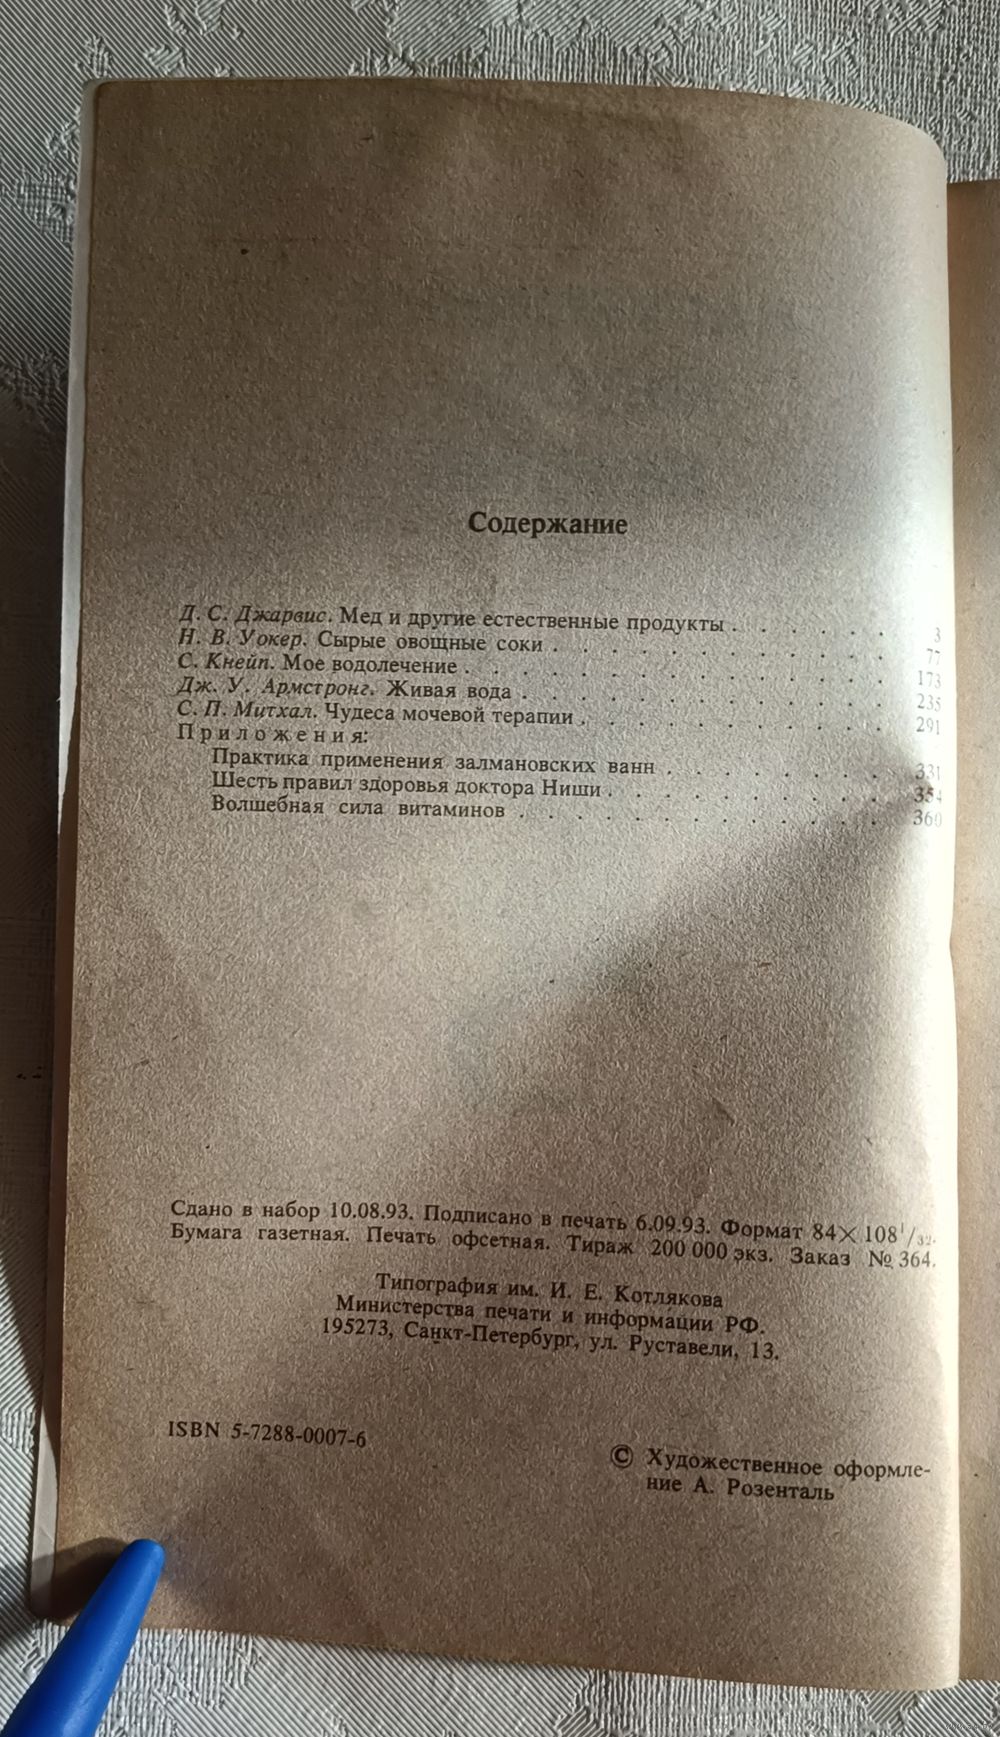 Содержание
Д. С. Джарвис. Мед и другие естественные продукты . . . . . . 3
Н. В. Уокер. Сырые овощные соки . . . . . . . . . . . . 77
С. Кнейп. Мое водолечение . . . . . . . . . . . . . . . 173
Дж. У. Армстронг. Живая вода . . . . . . . . . . . . . 235
С. П. Митхал. Чудеса мочевой терапии . . . . . . . . . . . 291
Приложения:
Практика применения залмановских ванн . . . . . . . . 331
Шесть правил здоровья доктора Ниши . . . . . . . . . . 354
Волшебная сила витаминов . . . . . . . . . . . . . 360
Сдано в набор 10.08.93. Подписано в печать 6.09.93. Формат 84×108 1/32.
Бумага газетная. Печать офсетная. Тираж 200 000 экз. Заказ № 364.
Типография им. И. Е. Котлякова
Министерства печати и информации РФ.
195273, Санкт-Петербург, ул. Руставели, 13.
ISBN 5-7288-0007-6
© Художественное оформле-
ние А. Розенталь